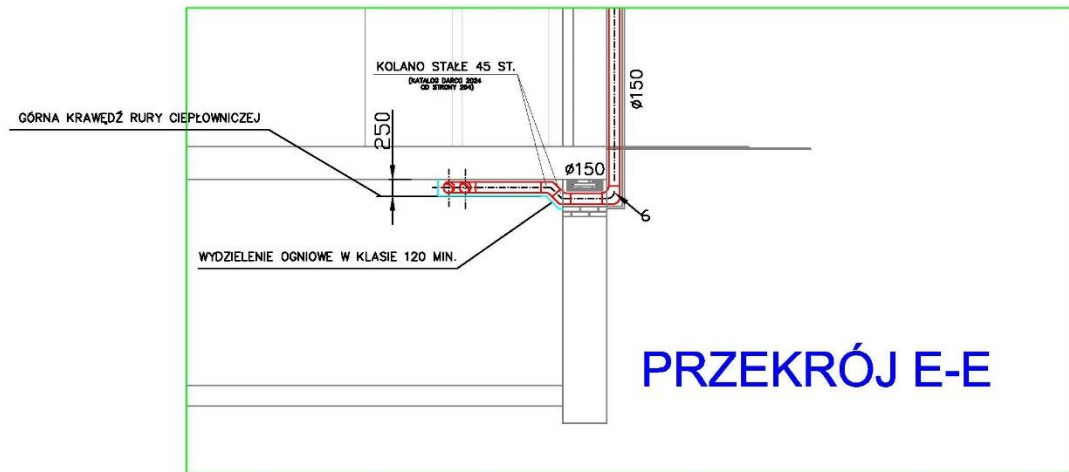 KOLANO STAŁE 45 ST.
(KATALOG DARCO 2024
OD STRONY 254)
GÓRNA KRAWĘDŹ RURY CIEPŁOWNICZEJ
250
ø150
ø150
6
WYDZIELENIE OGNIOWE W KLASIE 120 MIN.
PRZEKRÓJ E-E